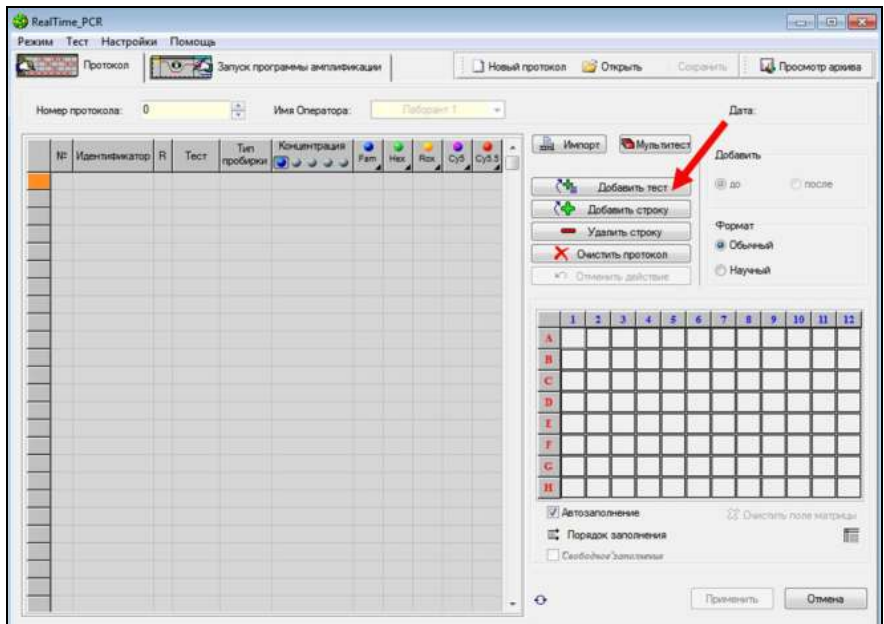 RealTime_PCR
Режим Тест Настройки Помощь
Протокол Запуск программы амплификации Новый протокол Открыть Сохранить Просмотр архива
Номер протокола: 0 Имя Оператора: Лаборант 1 Дата:
№ Идентификатор R Тест Тип пробирки Концентрация Fam Hex Rox Cy5 Cy5.5
Импорт Мультитест
Добавить
Добавить тест до после
Добавить строку
Удалить строку Формат
Обычный
Очистить протокол
Отменить действие Научный
1 2 3 4 5 6 7 8 9 10 11 12
A
B
C
D
E
F
G
H
Автозаполнение Очистить поле матрицы
Порядок заполнения
Свободное заполнение
Применить Отмена